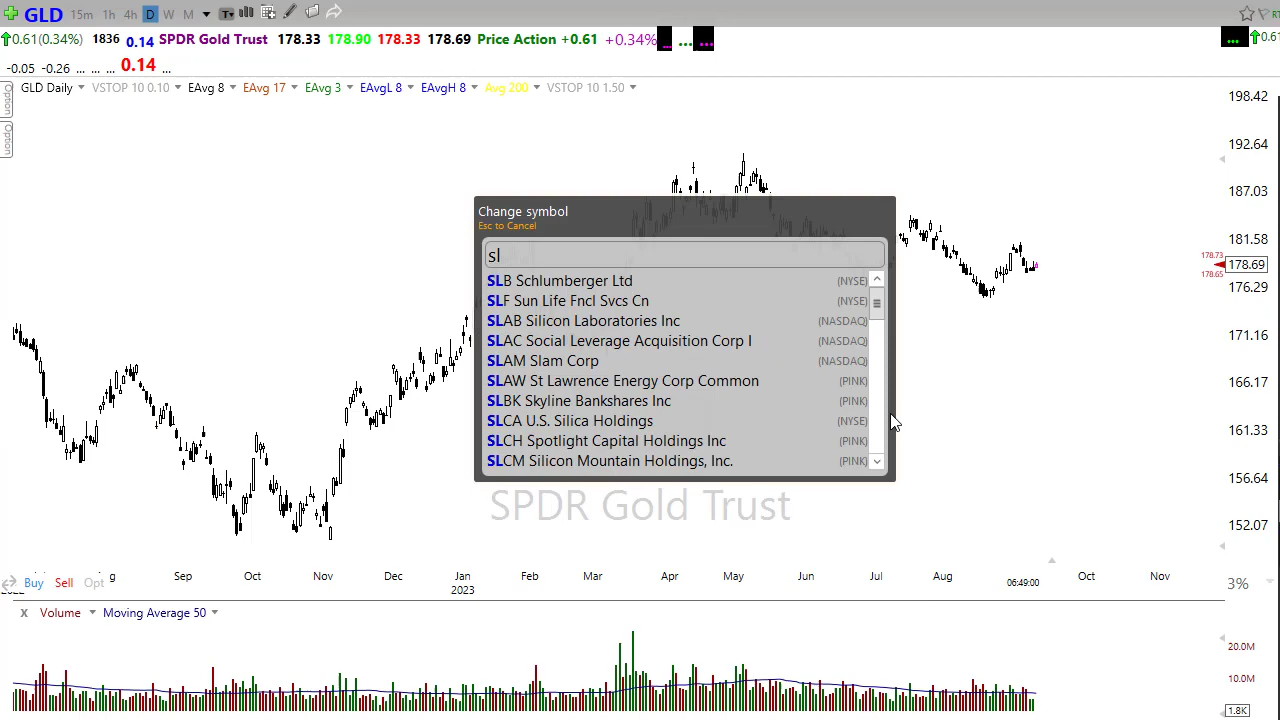 GLD 15m 1h 4h D W M
0.61(0.34%) 1836 0.14 SPDR Gold Trust 178.33 178.90 178.33 178.69 Price Action +0.61 +0.34% ... ... ... ... 0.61
-0.05 -0.26 ... ... ... 0.14 ...
GLD Daily VSTOP 10 0.10 EAvg 8 EAvg 17 EAvg 3 EAvgL 8 EAvgH 8 Avg 200 VSTOP 10 1.50
Option
Option
198.42
192.64
187.03
181.58
178.73
178.69
178.65
176.29
171.16
166.17
161.33
156.64
152.07
Change symbol
Esc to Cancel
sl
SLB Schlumberger Ltd (NYSE)
SLF Sun Life Fncl Svcs Cn (NYSE)
SLAB Silicon Laboratories Inc (NASDAQ)
SLAC Social Leverage Acquisition Corp I (NASDAQ)
SLAM Slam Corp (NASDAQ)
SLAW St Lawrence Energy Corp Common (PINK)
SLBK Skyline Bankshares Inc (PINK)
SLCA U.S. Silica Holdings (NYSE)
SLCH Spotlight Capital Holdings Inc (PINK)
SLCM Silicon Mountain Holdings, Inc. (PINK)
SPDR Gold Trust
Sep Oct Nov Dec Jan Feb Mar Apr May Jun Jul Aug 06:49:00 Oct Nov
2023
Buy Sell Opt 3%
x Volume Moving Average 50
20.0M
10.0M
1.8K